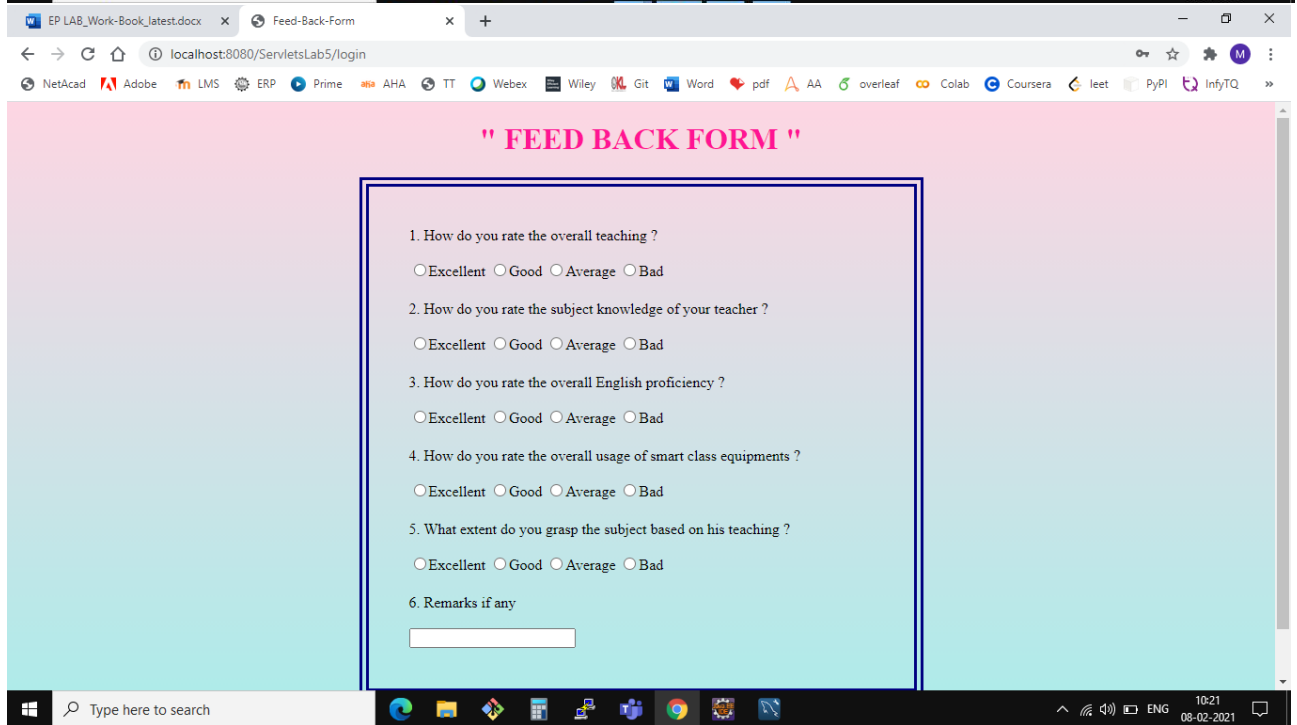 EP LAB_Work-Book_latest.docx Feed-Back-Form
localhost:8080/ServletsLab5/login M
NetAcad Adobe LMS ERP Prime aha AHA TT Webex Wiley Git Word pdf AA overleaf Colab Coursera leet PyPI InfyTQ »
" FEED BACK FORM "
1. How do you rate the overall teaching ?
Excellent Good Average Bad
2. How do you rate the subject knowledge of your teacher ?
Excellent Good Average Bad
3. How do you rate the overall English proficiency ?
Excellent Good Average Bad
4. How do you rate the overall usage of smart class equipments ?
Excellent Good Average Bad
5. What extent do you grasp the subject based on his teaching ?
Excellent Good Average Bad
6. Remarks if any
Type here to search ENG 10:21
08-02-2021